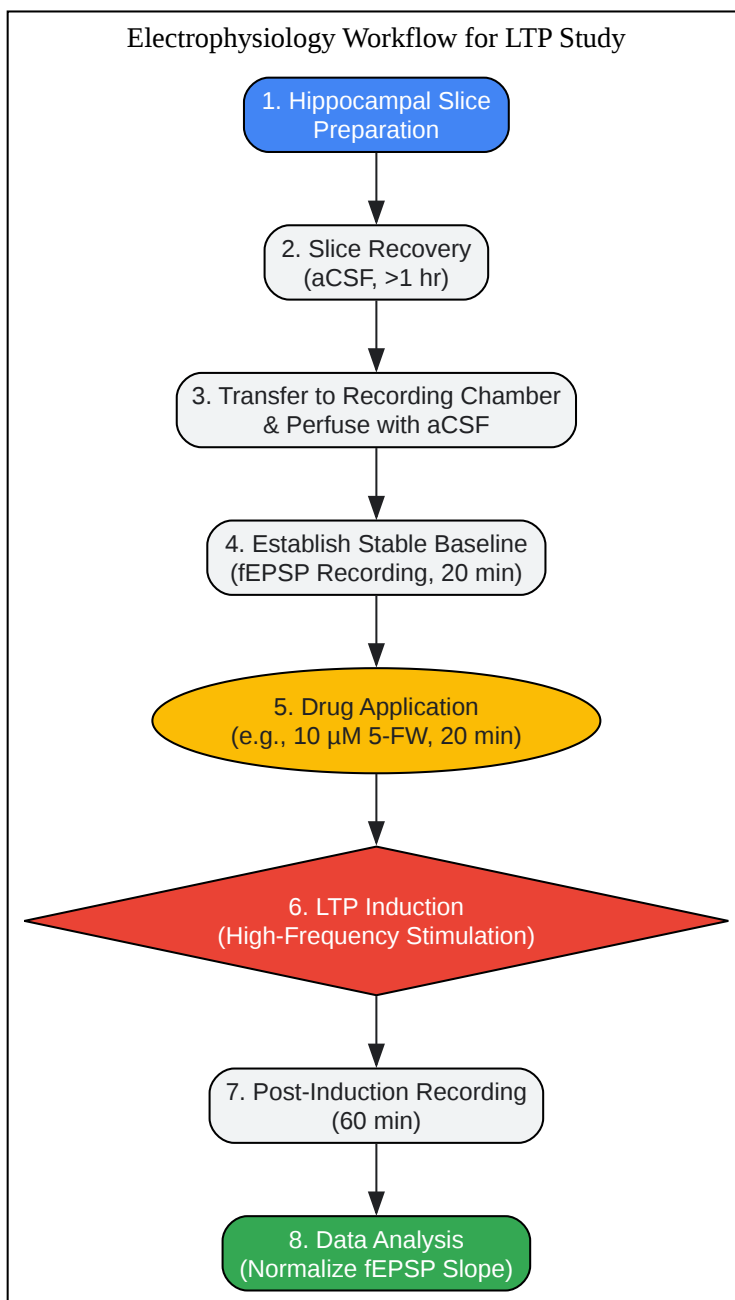 Electrophysiology Workflow for LTP Study
1. Hippocampal Slice
Preparation
2. Slice Recovery
(aCSF, >1 hr)
3. Transfer to Recording Chamber
& Perfuse with aCSF
4. Establish Stable Baseline
(fEPSP Recording, 20 min)
5. Drug Application
(e.g., 10 µM 5-FW, 20 min)
6. LTP Induction
(High-Frequency Stimulation)
7. Post-Induction Recording
(60 min)
8. Data Analysis
(Normalize fEPSP Slope)